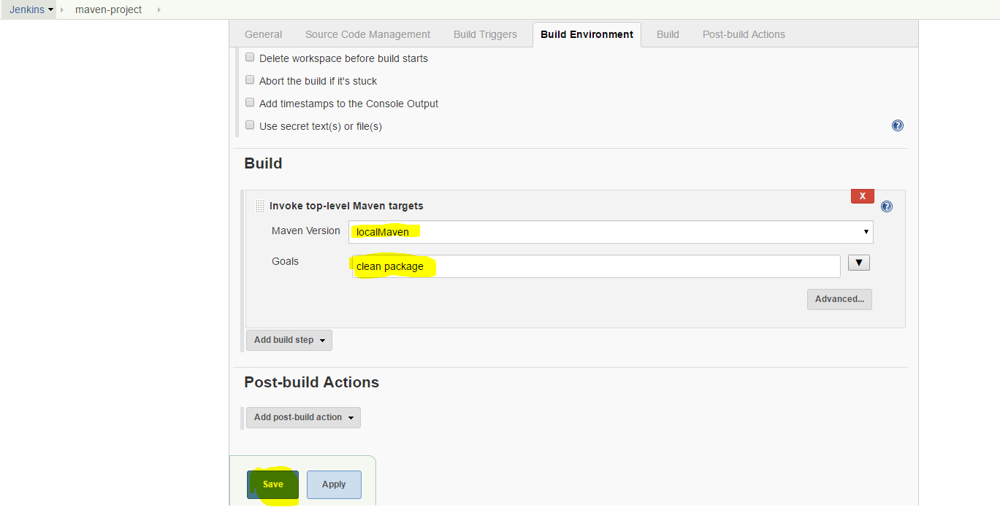 Jenkins maven-project
General Source Code Management Build Triggers Build Environment Build Post-build Actions
Delete workspace before build starts
Abort the build if it's stuck
Add timestamps to the Console Output
Use secret text(s) or file(s)
?
Build
X
Invoke top-level Maven targets
?
Maven Version localMaven
Goals clean package
Advanced...
Add build step
Post-build Actions
Add post-build action
Save Apply